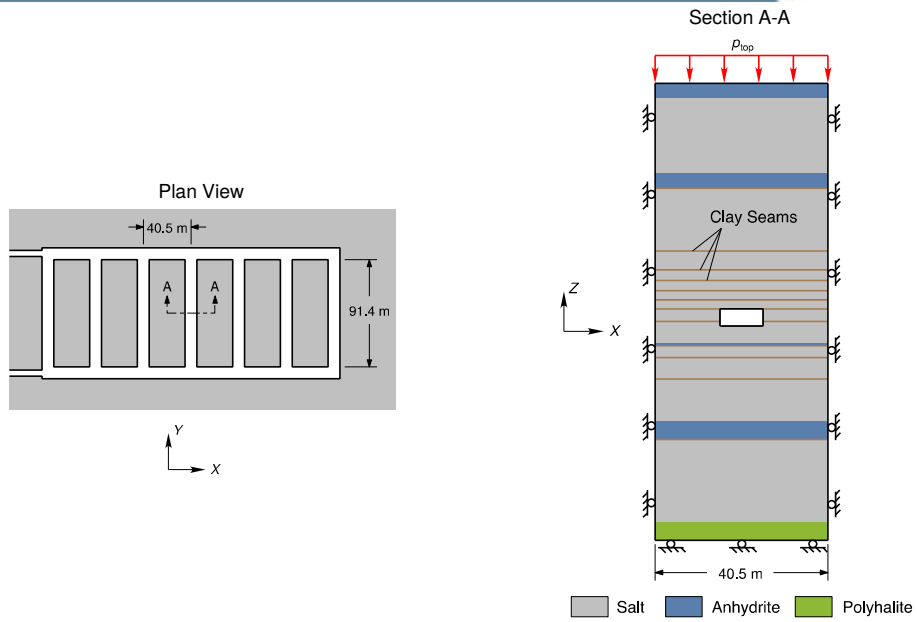 Plan View
40.5 m
A
A
91.4 m
Y
X
Section A-A
p_top
Clay Seams
Z
X
40.5 m
Salt
Anhydrite
Polyhalite